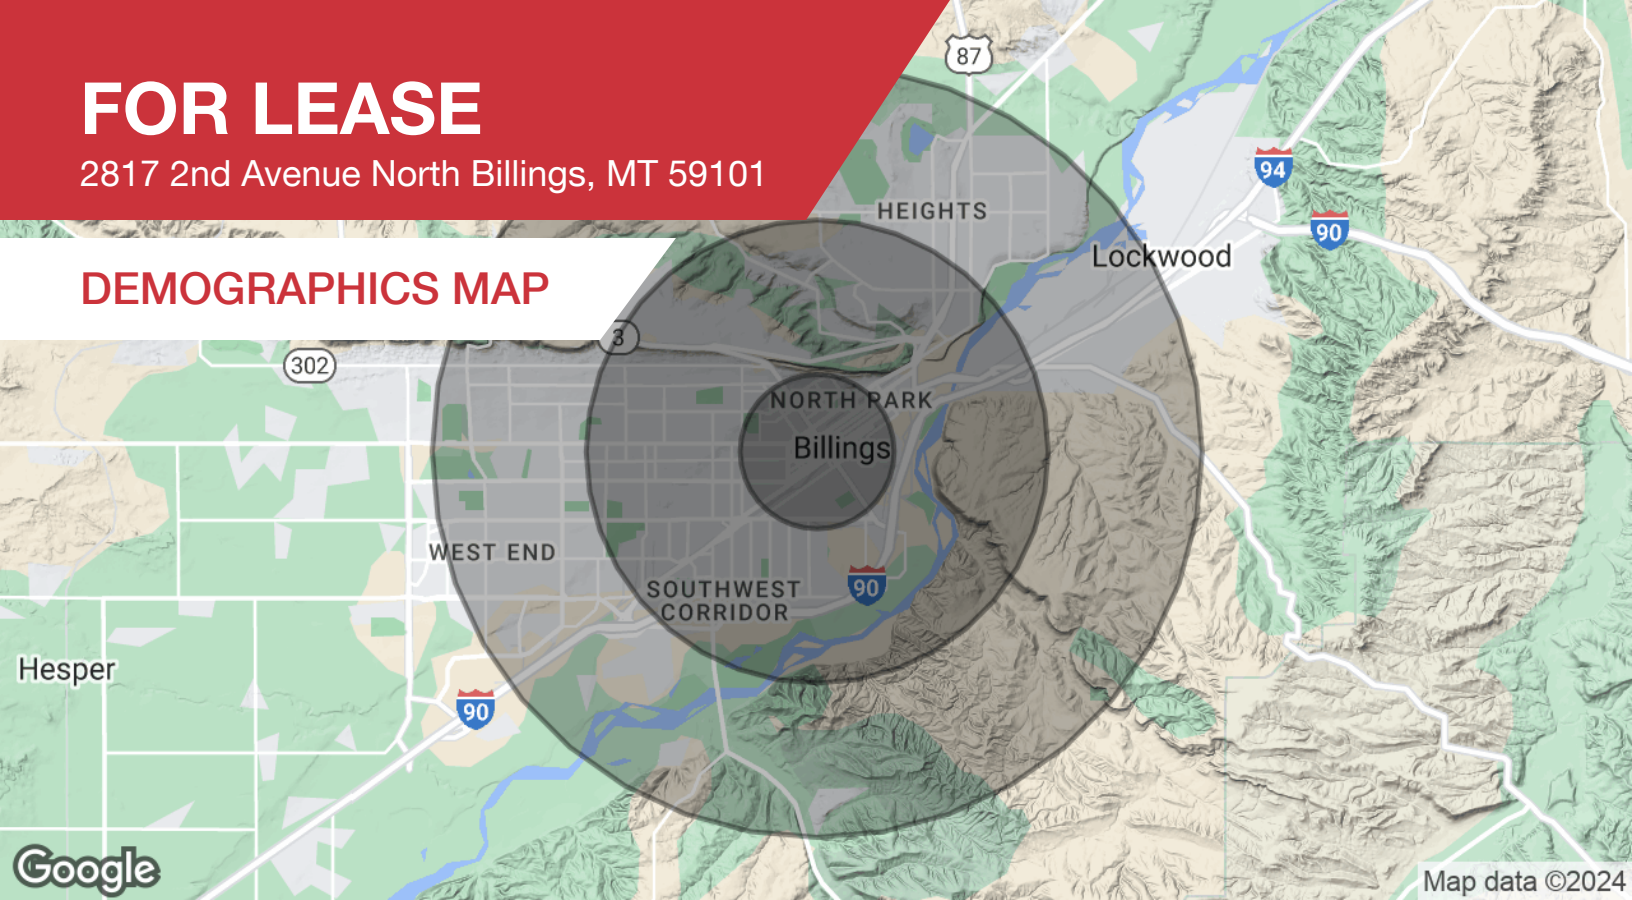 FOR LEASE
2817 2nd Avenue North Billings, MT 59101
DEMOGRAPHICS MAP
87
94
90
HEIGHTS
Lockwood
3
302
NORTH PARK
Billings
WEST END
SOUTHWEST
CORRIDOR
90
Hesper
90
Google
Map data ©2024